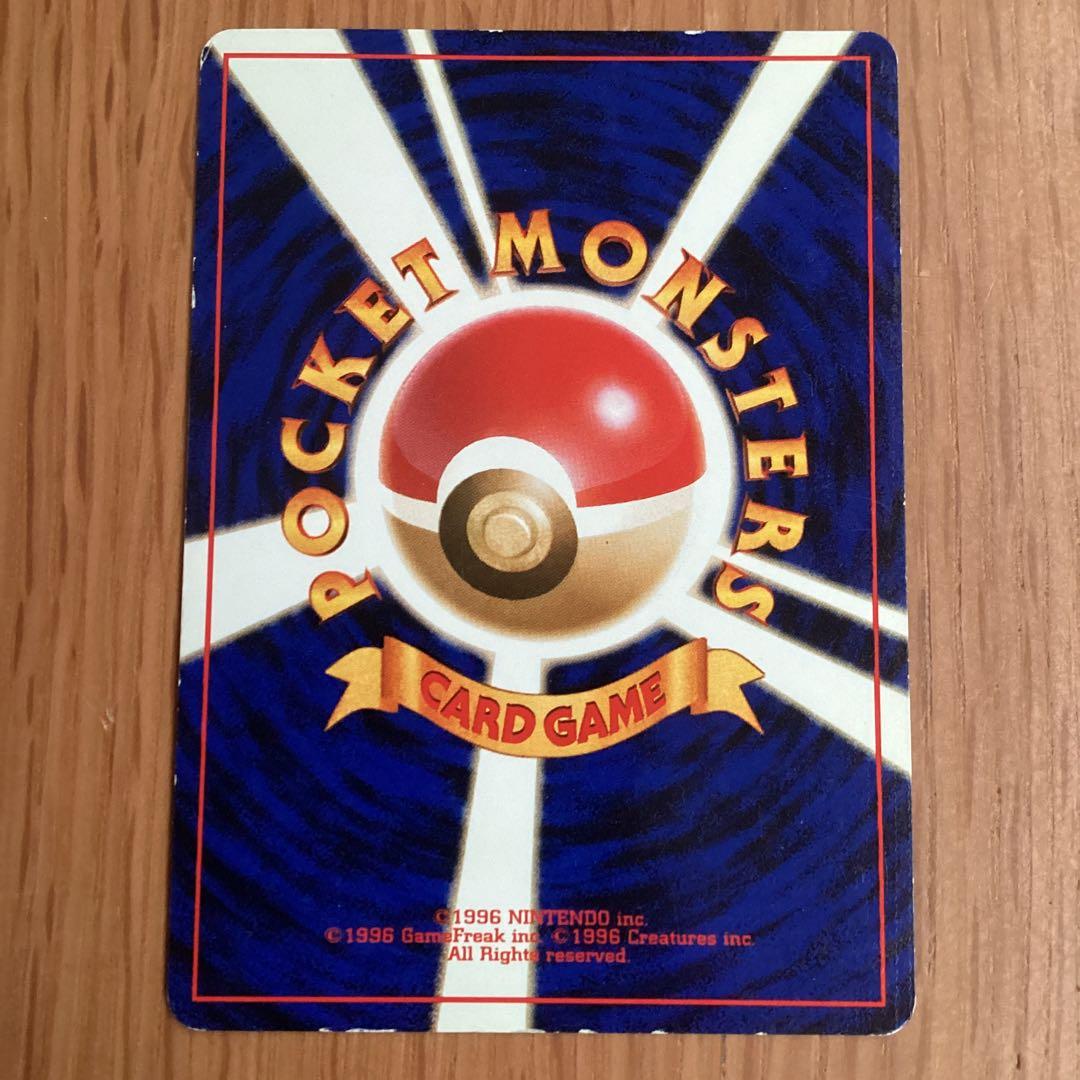 POCKET MONSTERS
CARD GAME
©1996 NINTENDO inc.
©1996 GameFreak inc. ©1996 Creatures inc.
All Rights reserved.